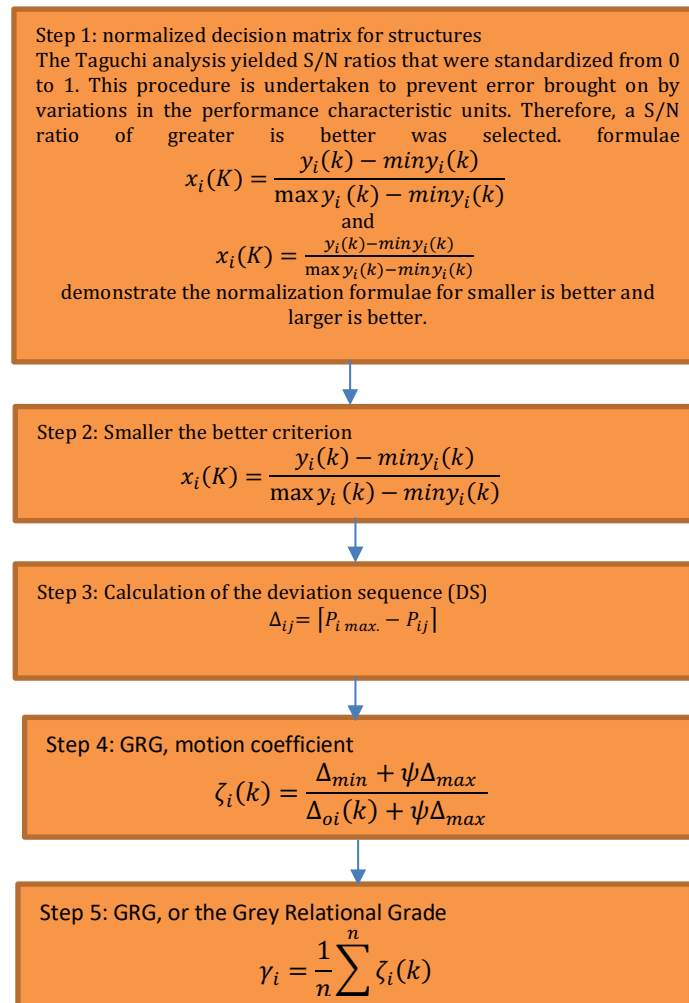 Step 1: normalized decision matrix for structures
The Taguchi analysis yielded S/N ratios that were standardized from 0
to 1. This procedure is undertaken to prevent error brought on by
variations in the performance characteristic units. Therefore, a S/N
ratio of greater is better was selected. formulae
x_i(K) = (y_i(k) − miny_i(k)) / (max y_i (k) − miny_i(k))
and
x_i(K) = (y_i(k)−miny_i(k)) / (max y_i(k)−miny_i(k))
demonstrate the normalization formulae for smaller is better and
larger is better.
Step 2: Smaller the better criterion
x_i(K) = (y_i(k) − miny_i(k)) / (max y_i (k) − miny_i(k))
Step 3: Calculation of the deviation sequence (DS)
Δ_ij= ⌈P_i max. − P_ij⌉
Step 4: GRG, motion coefficient
ζ_i(k) = (Δ_min + ψΔ_max) / (Δ_oi(k) + ψΔ_max)
Step 5: GRG, or the Grey Relational Grade
γ_i = 1/n ∑^n ζ_i(k)